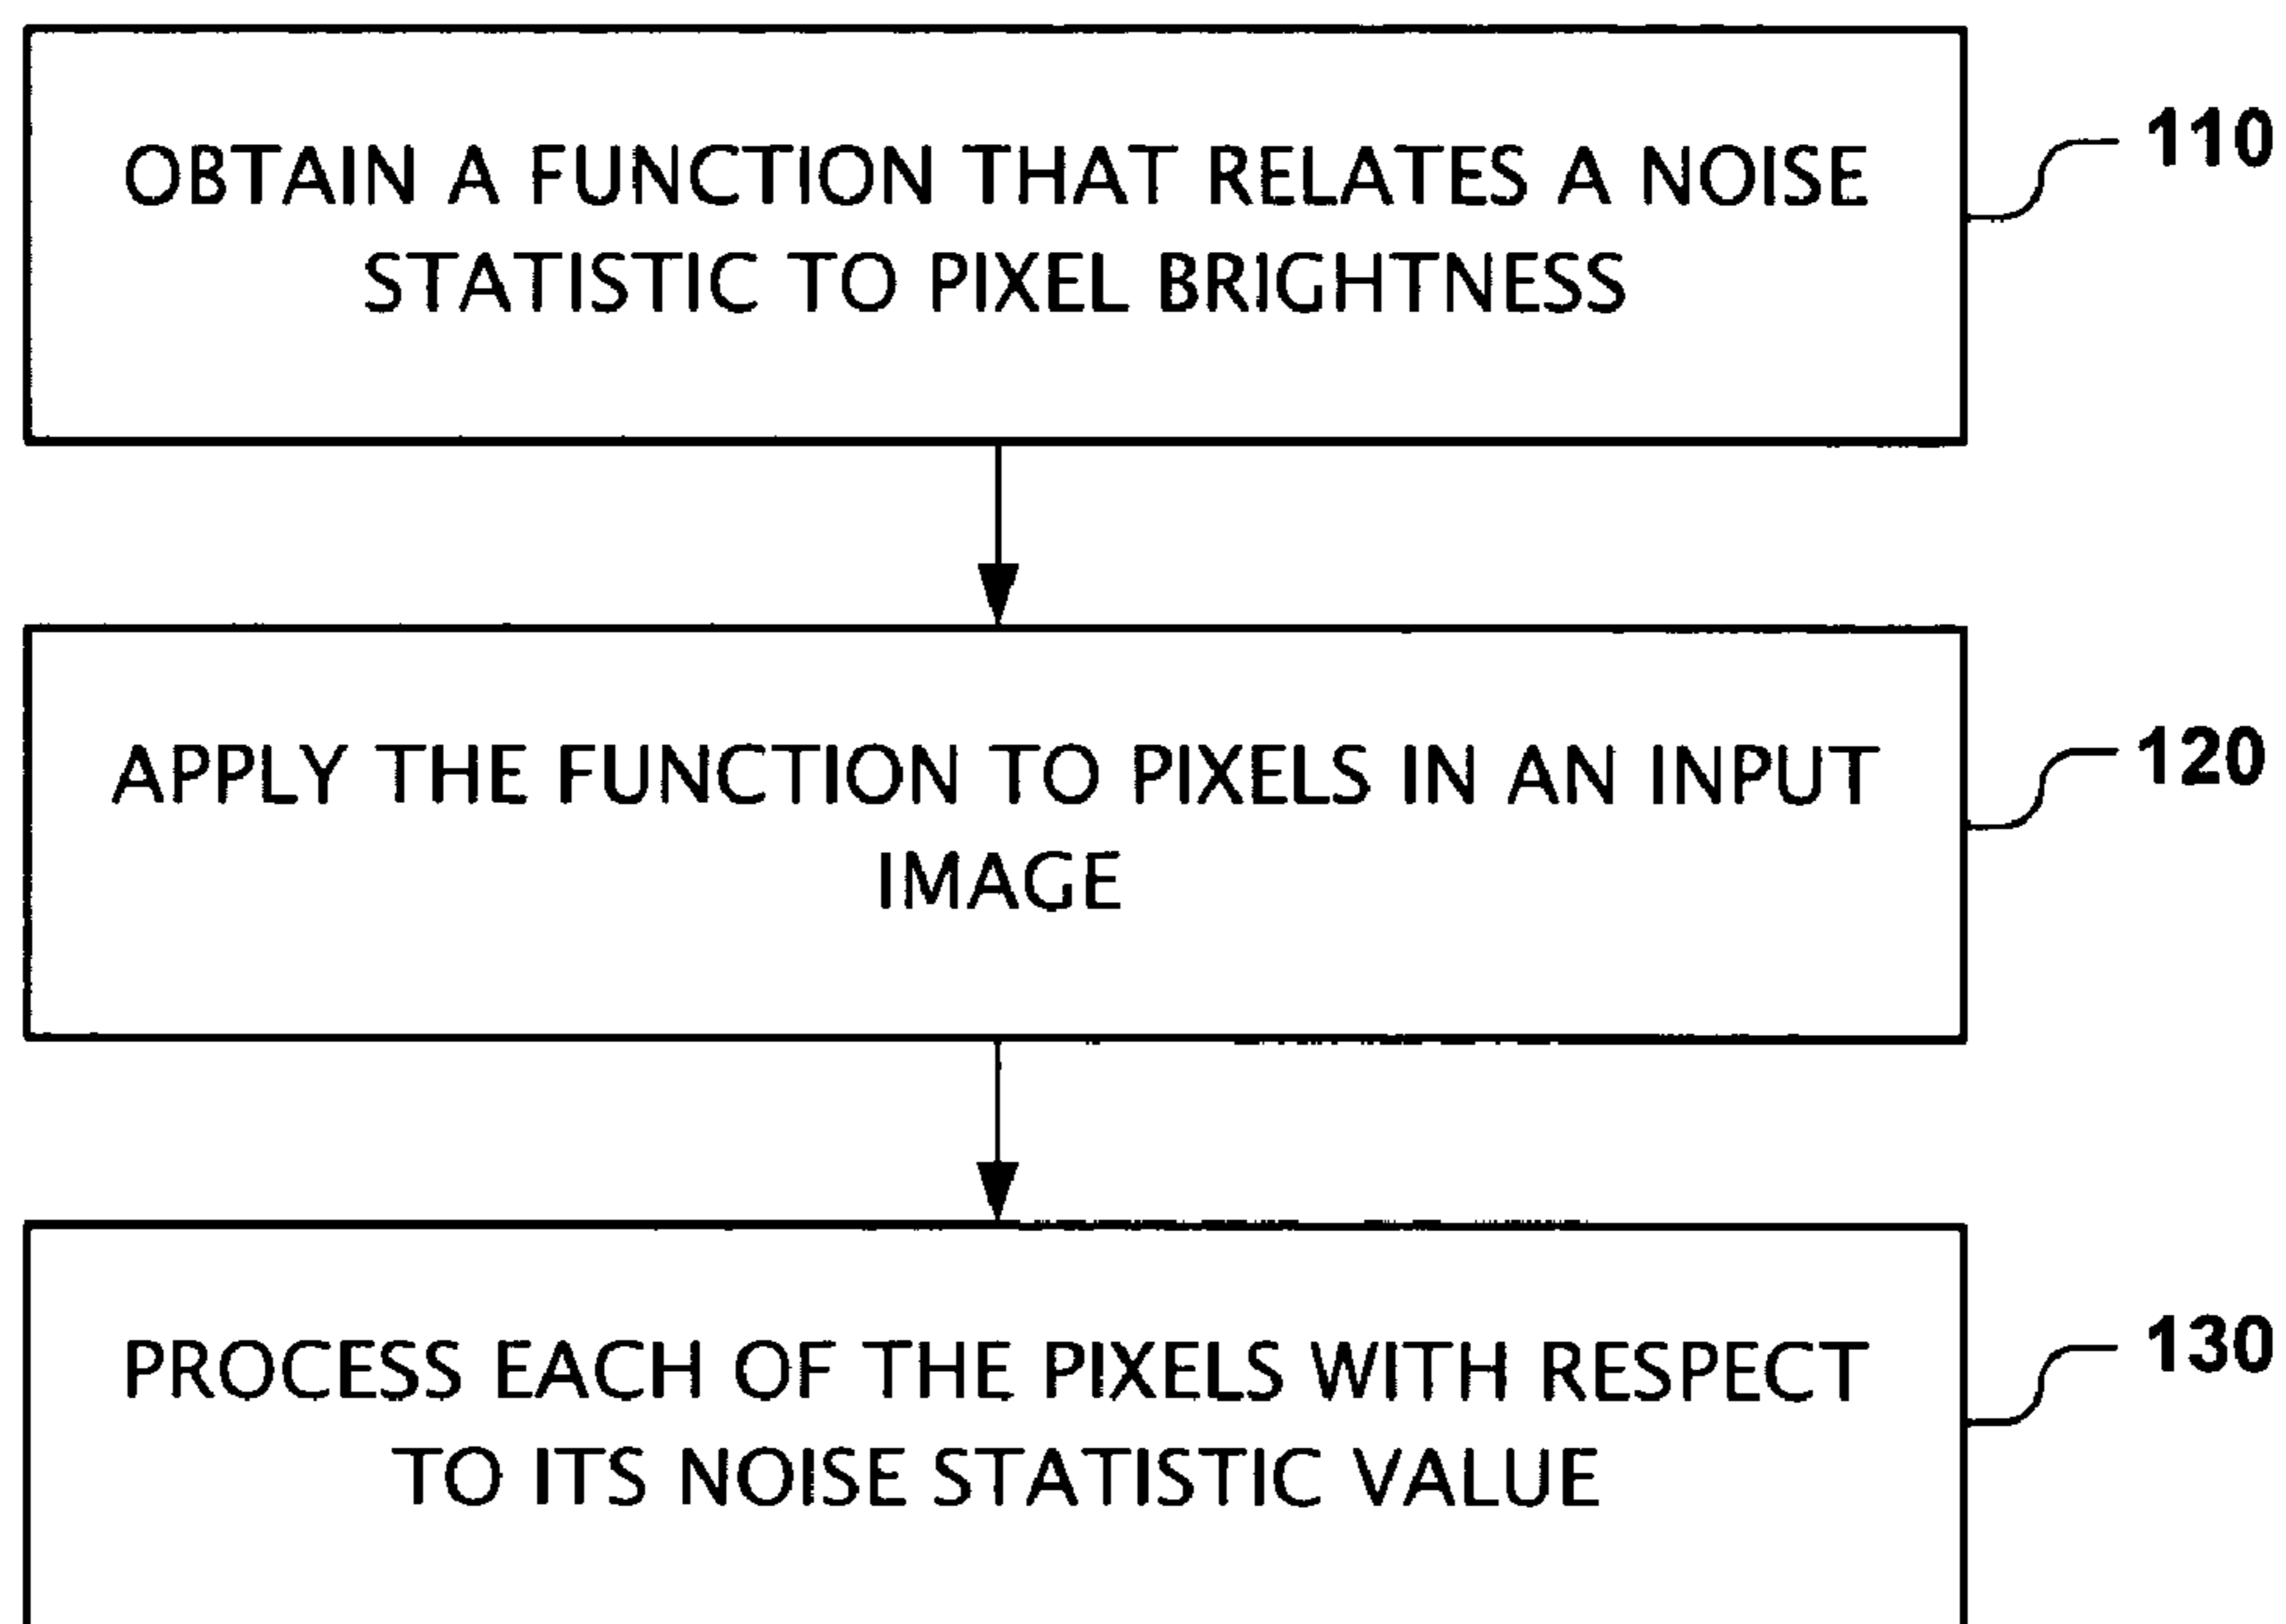 OBTAIN A FUNCTION THAT RELATES A NOISE
STATISTIC TO PIXEL BRIGHTNESS
110
APPLY THE FUNCTION TO PIXELS IN AN INPUT
IMAGE
120
PROCESS EACH OF THE PIXELS WITH RESPECT
TO ITS NOISE STATISTIC VALUE
130